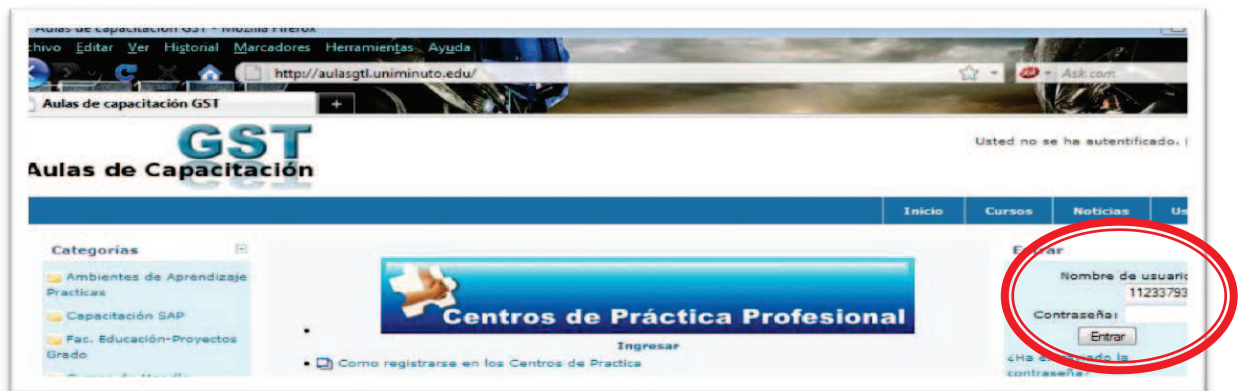 Aulas de capacitación GST - Mozilla Firefox
chivo Editar Ver Historial Marcadores Herramientas Ayuda
http://aulasgtl.uniminuto.edu/
Ask.com
Aulas de capacitación GST
GST
Aulas de Capacitación
Usted no se ha autentificado. (
Inicio Cursos Noticias Us
Categorías
Ambientes de Aprendizaje
Practicas
Capacitación SAP
Fac. Educación-Proyectos
Grado
Centros de Práctica Profesional
Ingresar
Como registrarse en los Centros de Practica
Entrar
Nombre de usuario
11233793
Contraseña:
Entrar
¿Ha la
contraseña?